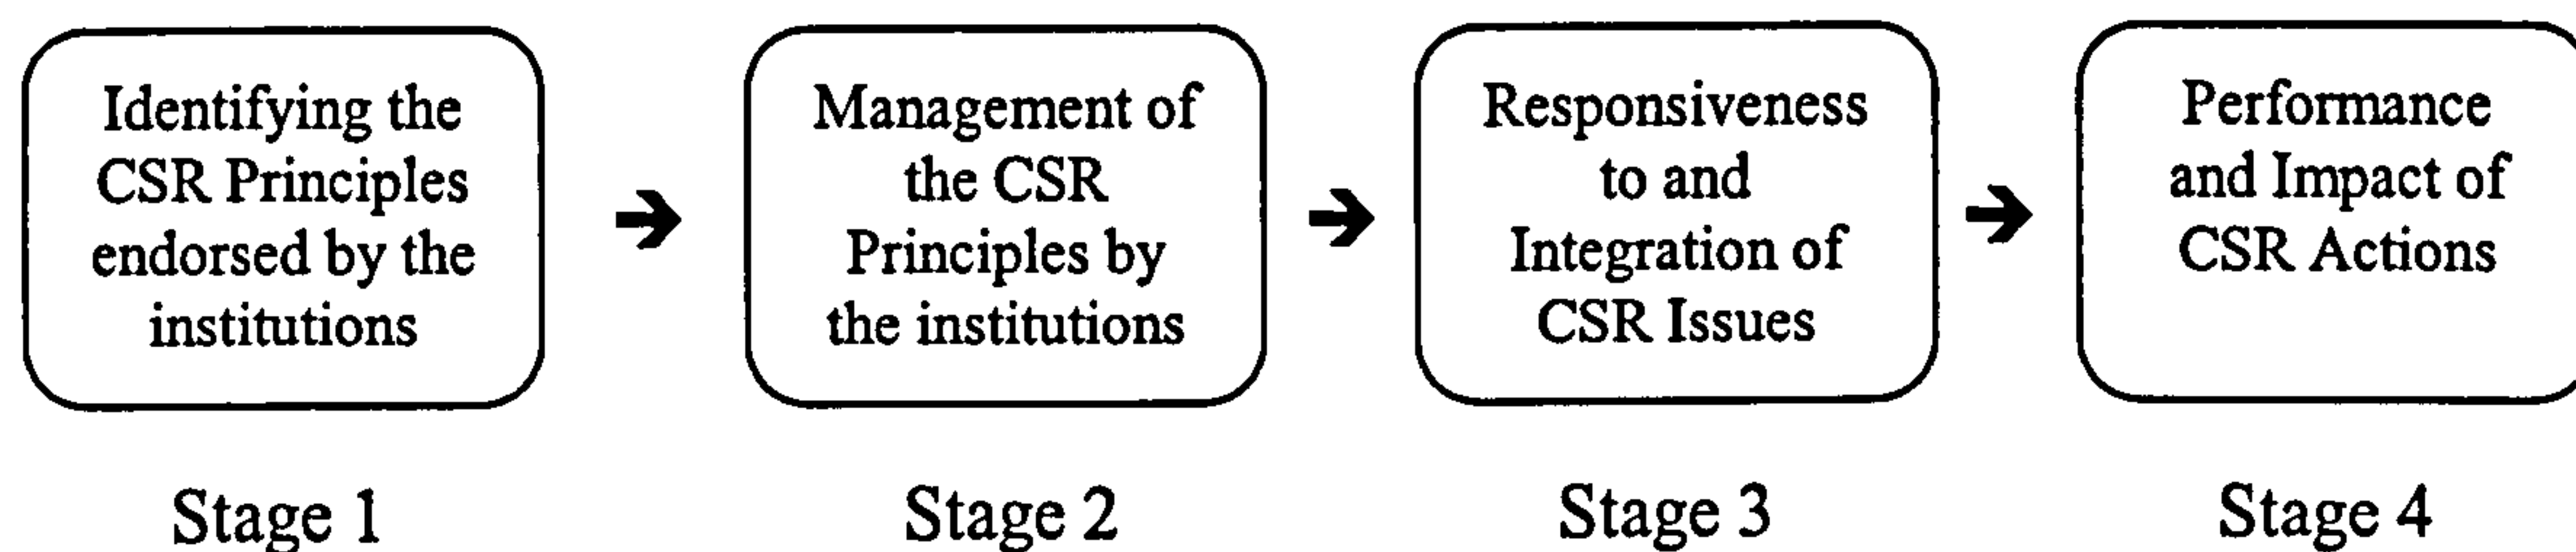 Identifying the
CSR Principles
endorsed by the
institutions
Management of
the CSR
Principles by
the institutions
Responsiveness
to and
Integration of
CSR Issues
Performance
and Impact of
CSR Actions
Stage 1
Stage 2
Stage 3
Stage 4